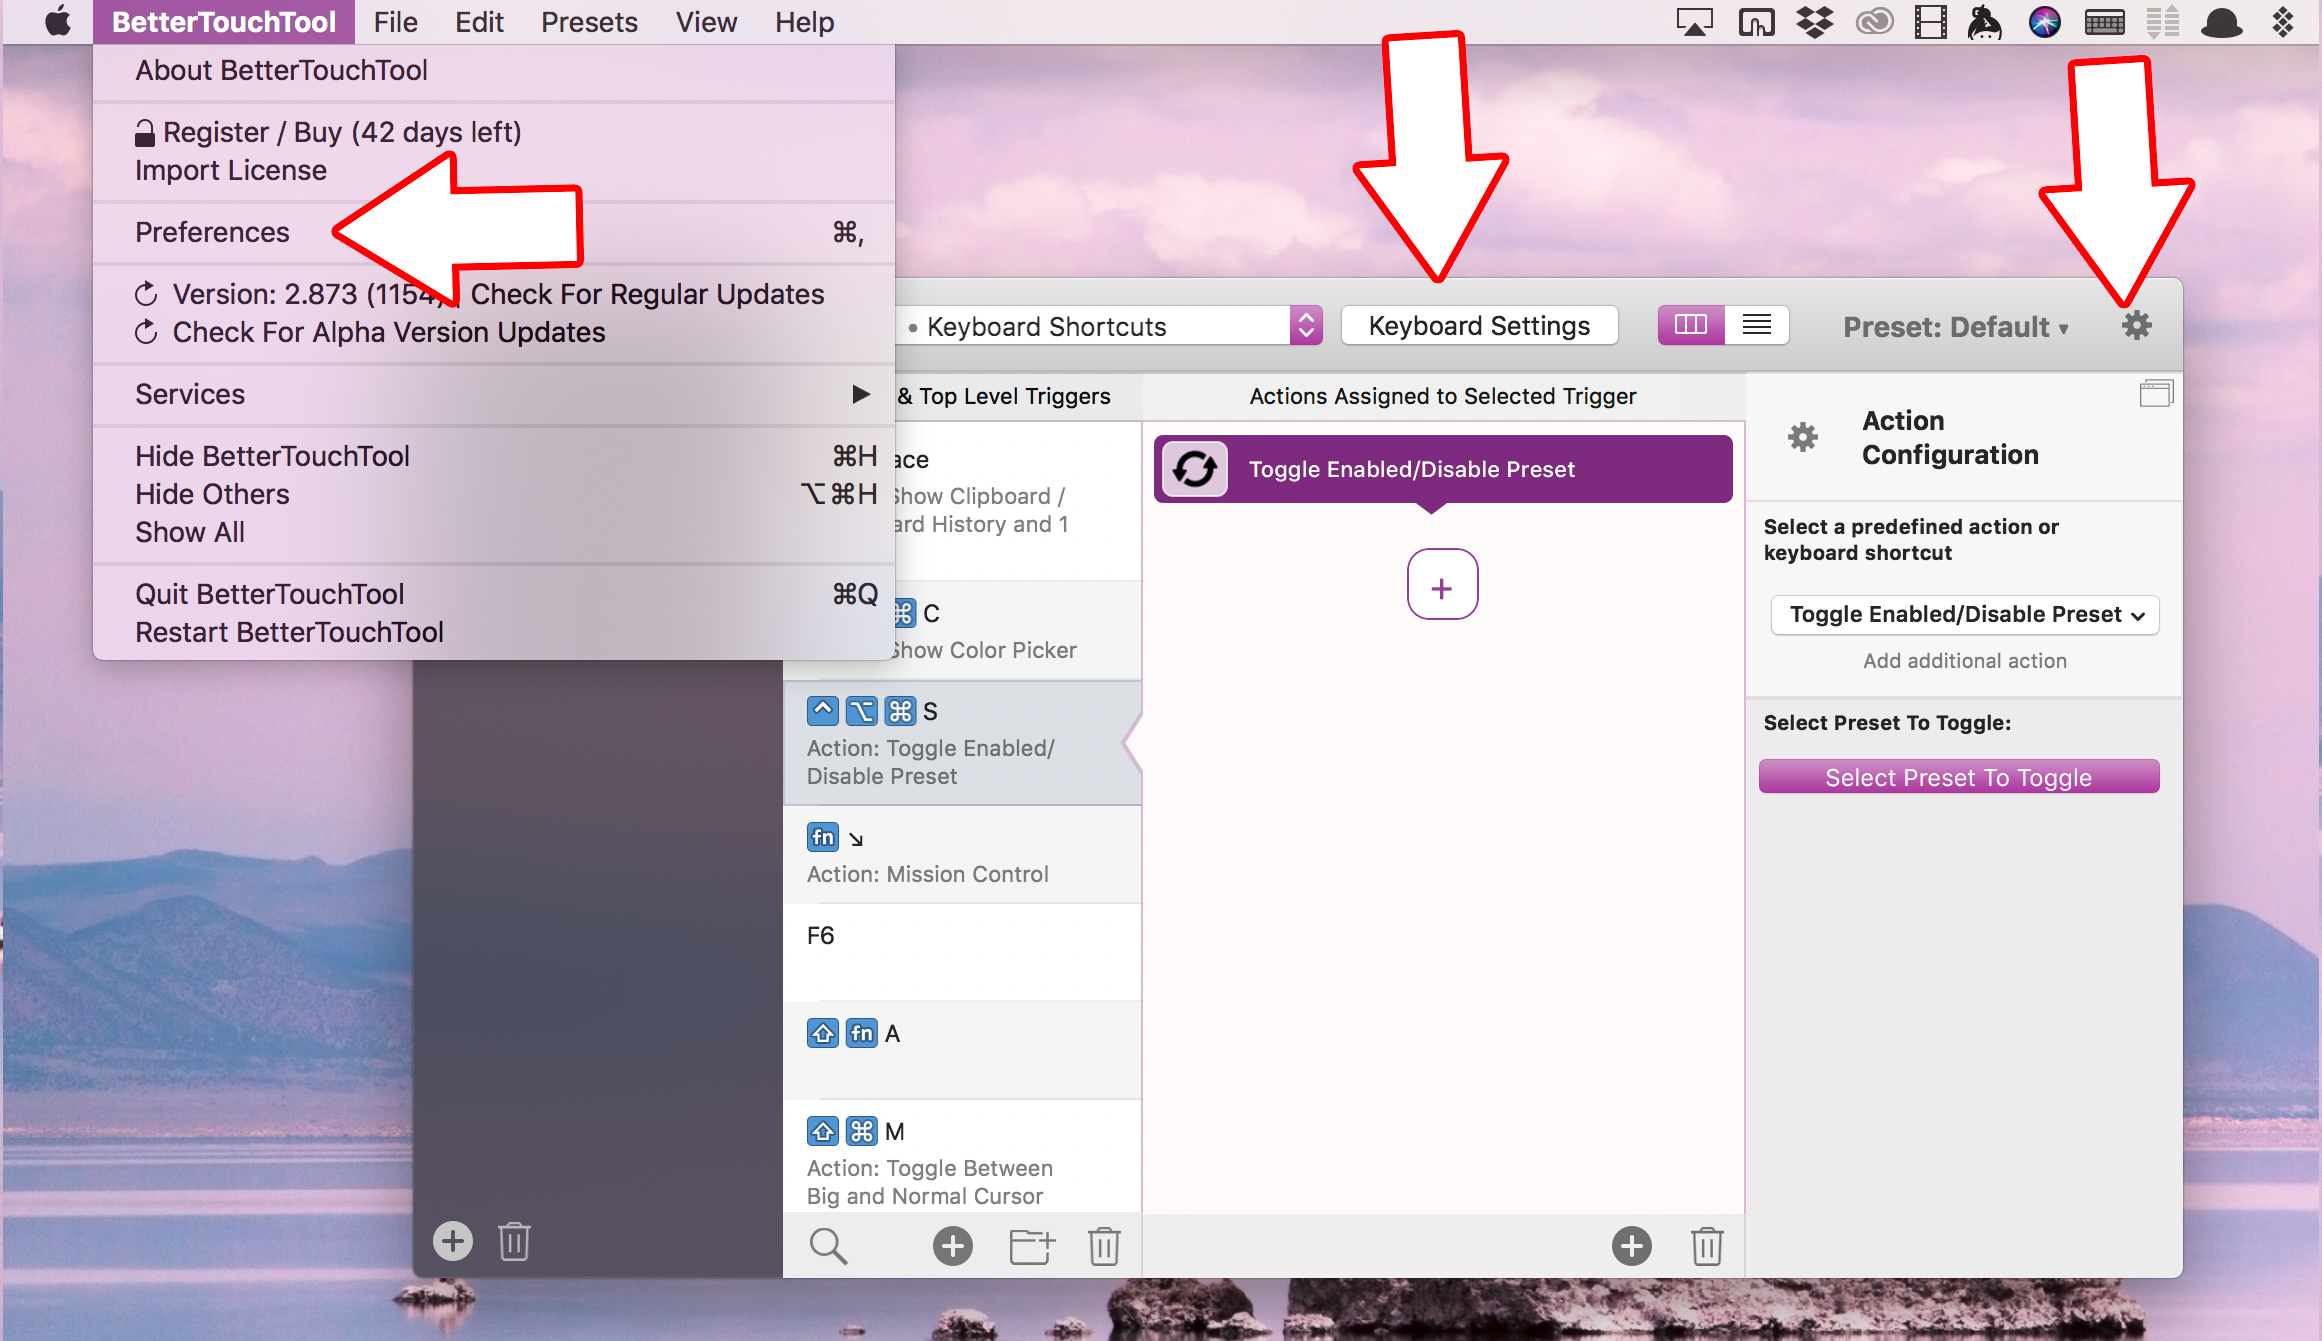 BetterTouchTool File Edit Presets View Help
About BetterTouchTool
Register / Buy (42 days left)
Import License
Preferences ⌘,
Version: 2.873 (1154) Check For Regular Updates
Check For Alpha Version Updates
Services ▶
Hide BetterTouchTool ⌘H
Hide Others ⌥⌘H
Show All
Quit BetterTouchTool ⌘Q
Restart BetterTouchTool
• Keyboard Shortcuts
Keyboard Settings
Preset: Default ▾
& Top Level Triggers
ace
Show Clipboard /
ard History and 1
⌘ C
Show Color Picker
^ ⌥ ⌘ S
Action: Toggle Enabled/
Disable Preset
fn ↘
Action: Mission Control
F6
⇧ fn A
⇧ ⌘ M
Action: Toggle Between
Big and Normal Cursor
Actions Assigned to Selected Trigger
Toggle Enabled/Disable Preset
+
Action
Configuration
Select a predefined action or
keyboard shortcut
Toggle Enabled/Disable Preset
Add additional action
Select Preset To Toggle:
Select Preset To Toggle